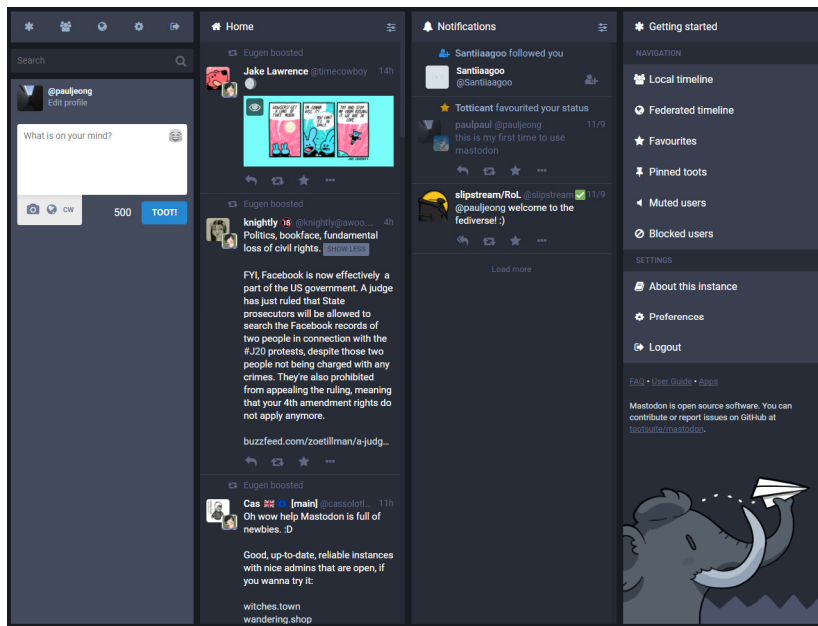 Search
@pauljeong
Edit profile
What is on your mind?
CW
500
TOOT!
Home
Eugen boosted
Jake Lawrence @timecowboy 14h
Eugen boosted
knightly 🔞 @knightly@awoo.... 4h
Politics, bookface, fundamental
loss of civil rights. SHOW LESS
FYI, Facebook is now effectively a
part of the US government. A judge
has just ruled that State
prosecutors will be allowed to
search the Facebook records of
two people in connection with the
#J20 protests, despite those two
people not being charged with any
crimes. They're also prohibited
from appealing the ruling, meaning
that your 4th amendment rights do
not apply anymore.
buzzfeed.com/zoetillman/a-judg...
Eugen boosted
Cas 🇬🇧 🇪🇺 [main] @cassolotl... 11h
Oh wow help Mastodon is full of
newbies. :D
Good, up-to-date, reliable instances
with nice admins that are open, if
you wanna try it:
witches.town
wandering.shop
Notifications
Santiiaagoo followed you
Santiiaagoo
@Santiiaagoo
Totticant favourited your status
paulpaul @pauljeong 11/9
this is my first time to use
mastodon
slipstream/RoL @slipstream ✅ 11/9
@pauljeong welcome to the
fediverse! :)
Load more
Getting started
NAVIGATION
Local timeline
Federated timeline
Favourites
Pinned toots
Muted users
Blocked users
SETTINGS
About this instance
Preferences
Logout
FAQ • User Guide • Apps
Mastodon is open source software. You can
contribute or report issues on GitHub at
tootsuite/mastodon.